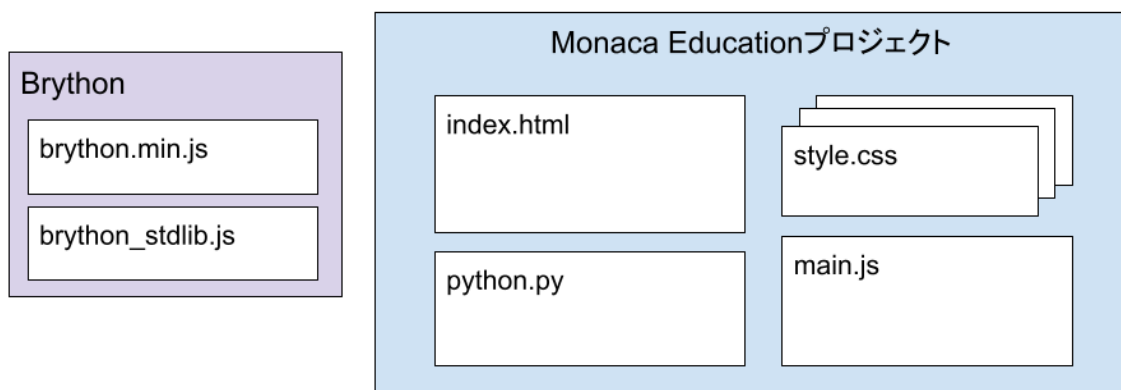 Brython
brython.min.js
brython_stdlib.js
Monaca Educationプロジェクト
index.html
style.css
python.py
main.js